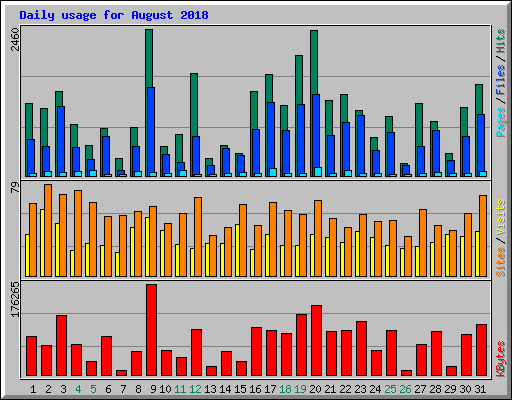 Daily usage for August 2018
2460
Pages / Files / Hits
79
Sites / Visits
176265
KBytes
1 2 3 4 5 6 7 8 9 10 11 12 13 14 15 16 17 18 19 20 21 22 23 24 25 26 27 28 29 30 31